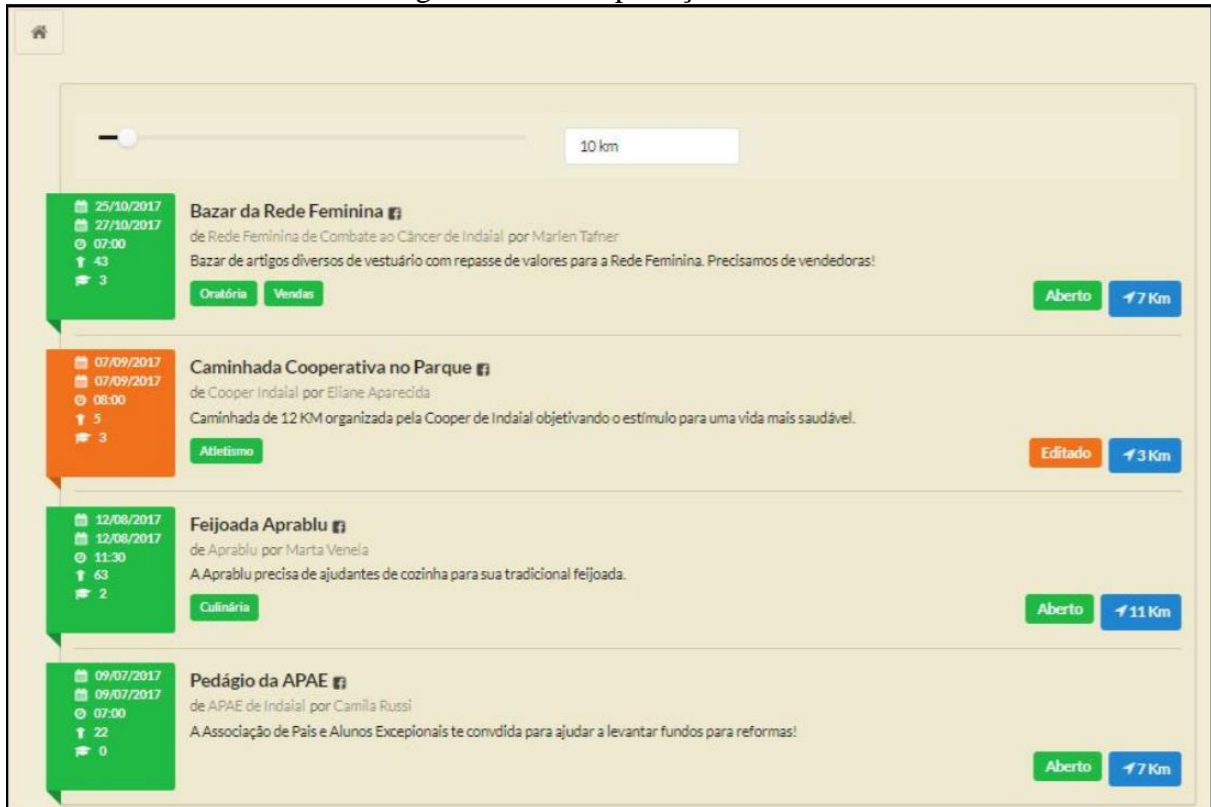 10 km
25/10/2017
27/10/2017
07:00
43
3
Bazar da Rede Feminina
de Rede Feminina de Combate ao Câncer de Indaial por Marlen Tafner
Bazar de artigos diversos de vestuário com repasse de valores para a Rede Feminina. Precisamos de vendedoras!
Oratória Vendas
Aberto 7 Km
07/09/2017
07/09/2017
08:00
5
3
Caminhada Cooperativa no Parque
de Cooper Indaial por Eliane Aparecida
Caminhada de 12 KM organizada pela Cooper de Indaial objetivando o estímulo para uma vida mais saudável.
Atletismo
Editado 3 Km
12/08/2017
12/08/2017
11:30
63
2
Feijoada Aprablu
de Aprablu por Marta Venela
A Aprablu precisa de ajudantes de cozinha para sua tradicional feijoada.
Culinária
Aberto 11 Km
09/07/2017
09/07/2017
07:00
22
0
Pedágio da APAE
de APAE de Indaial por Camila Russi
A Associação de Pais e Alunos Excepionais te convdida para ajudar a levantar fundos para reformas!
Aberto 7 Km